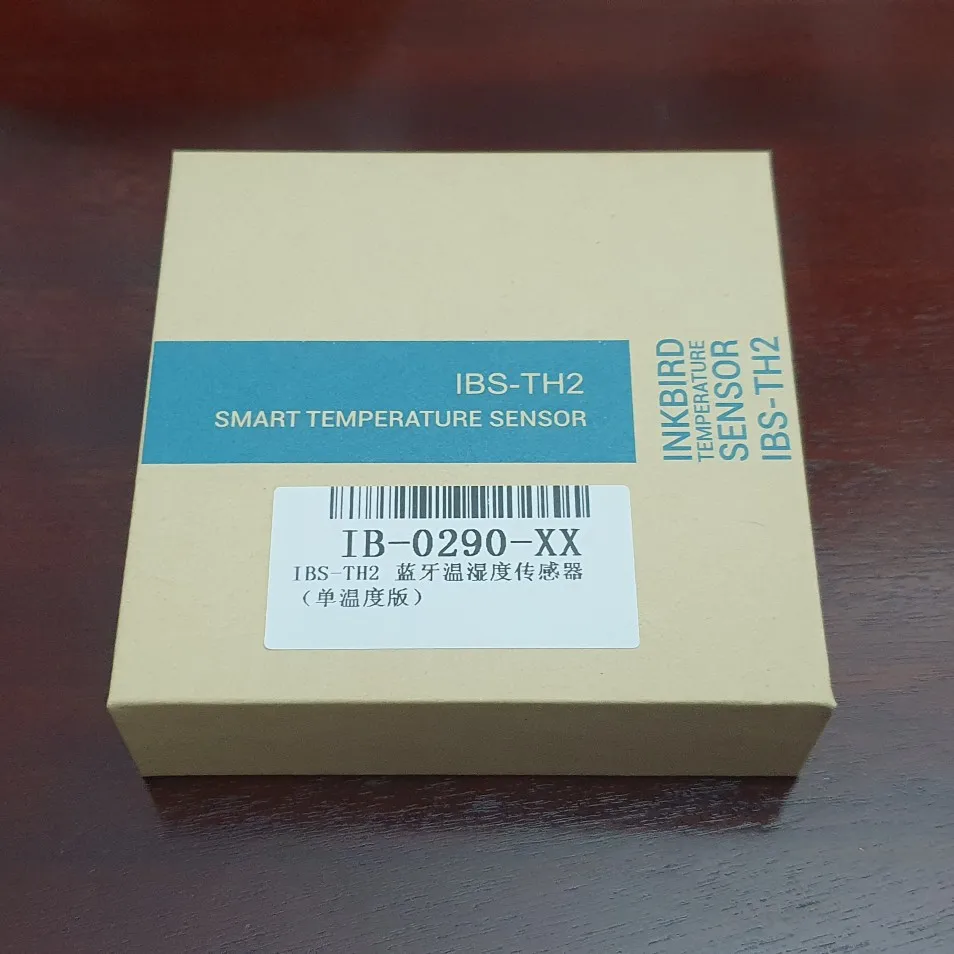 IBS-TH2
SMART TEMPERATURE SENSOR
INKBIRD
TEMPERATURE
SENSOR
IBS-TH2
IB-0290-XX
IBS-TH2 蓝牙温湿度传感器
（单温度版）